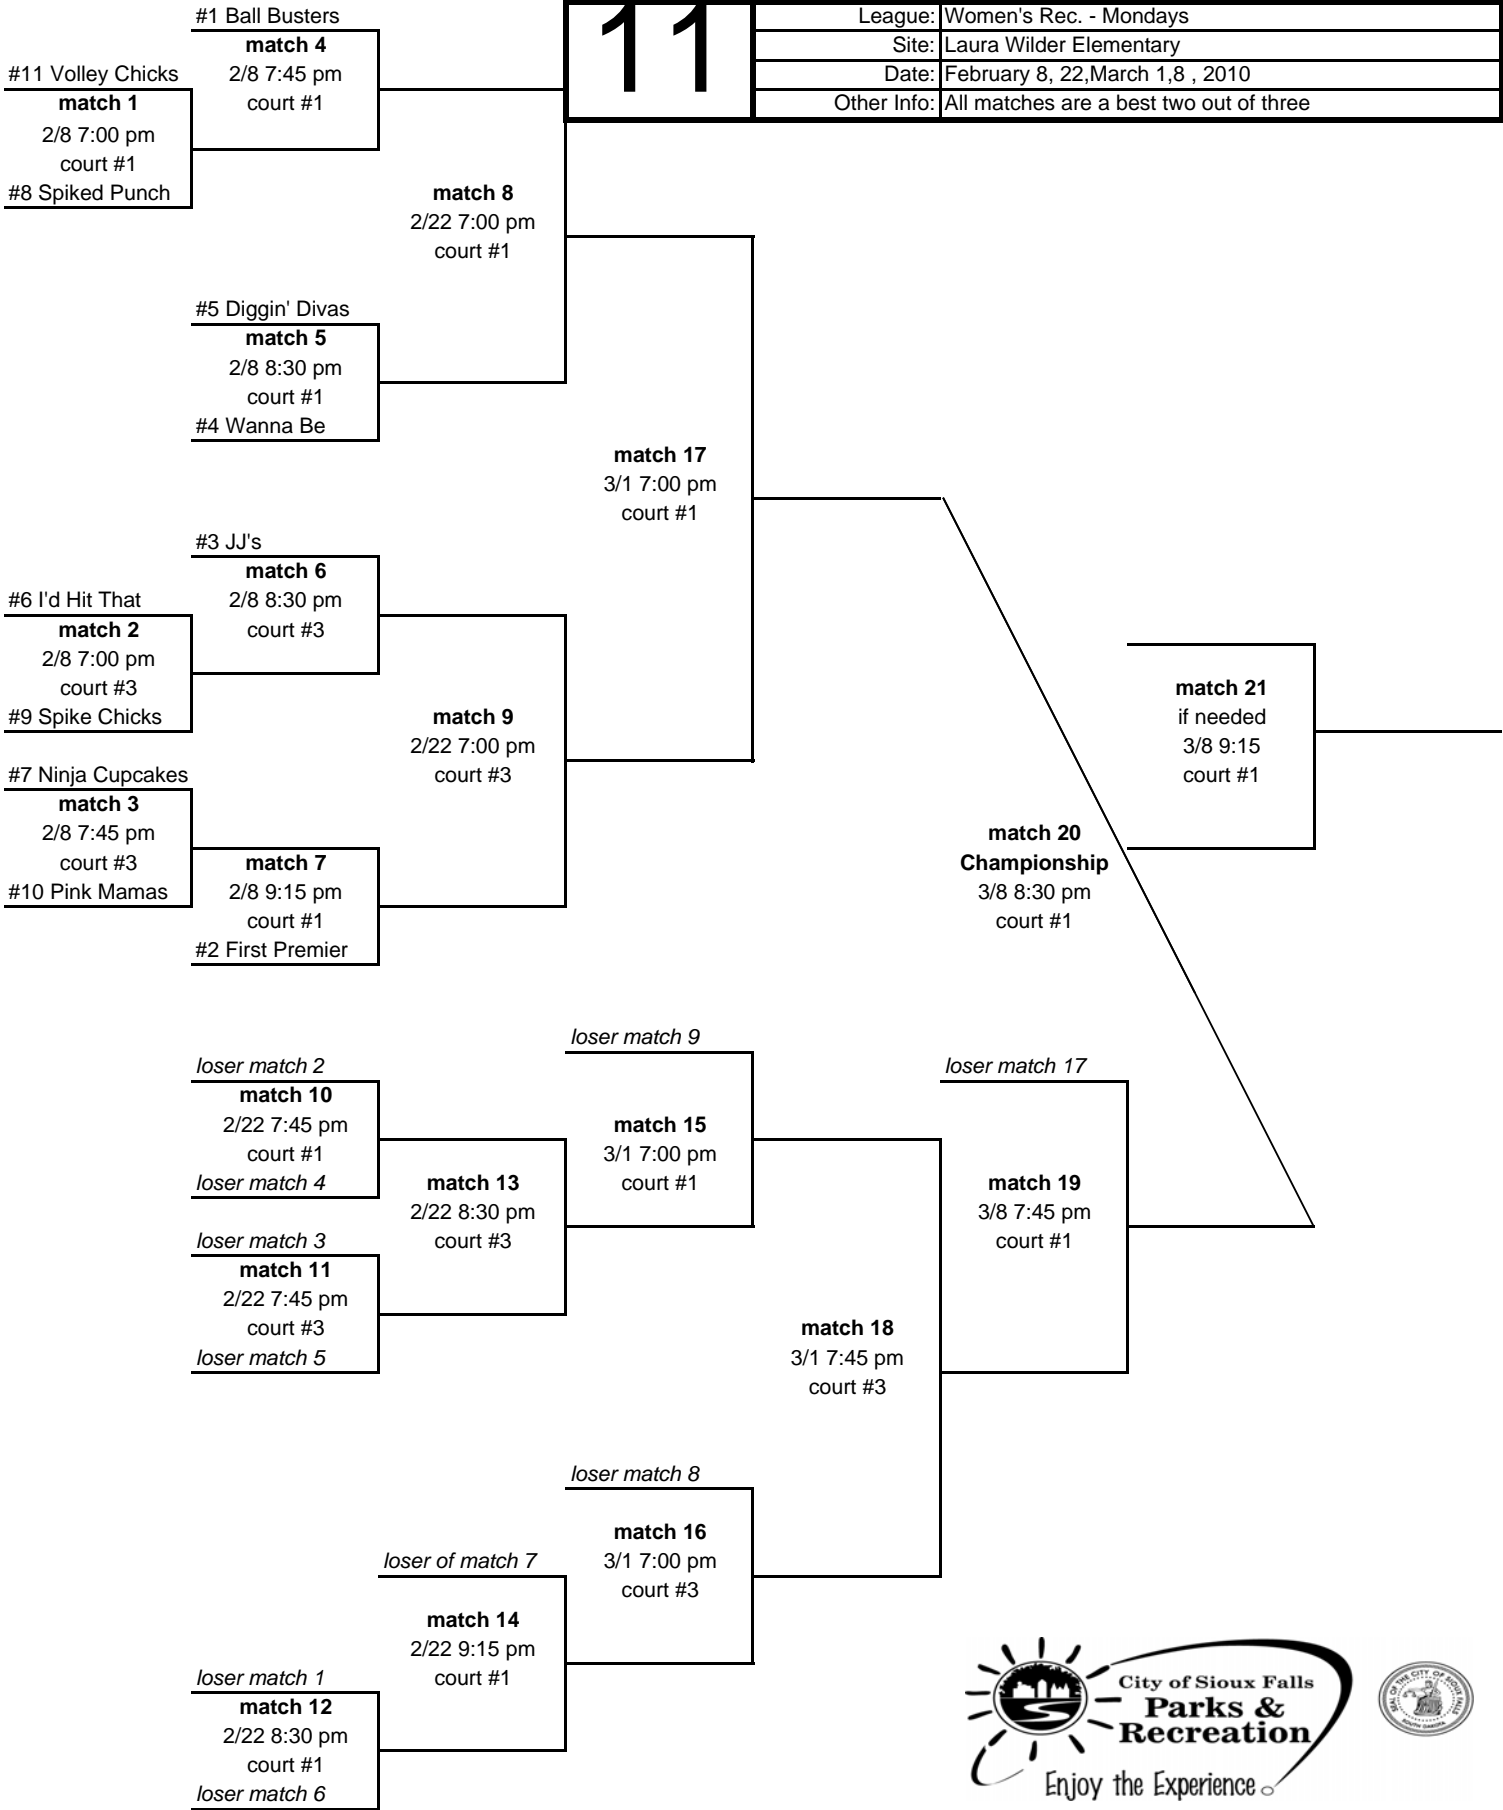 11
League: Women's Rec. - Mondays
Site: Laura Wilder Elementary
Date: February 8, 22,March 1,8 , 2010
Other Info: All matches are a best two out of three
#1 Ball Busters
match 4
2/8 7:45 pm
court #1
#11 Volley Chicks
match 1
2/8 7:00 pm
court #1
#8 Spiked Punch
match 8
2/22 7:00 pm
court #1
#5 Diggin' Divas
match 5
2/8 8:30 pm
court #1
#4 Wanna Be
match 17
3/1 7:00 pm
court #1
#3 JJ's
match 6
2/8 8:30 pm
court #3
#6 I'd Hit That
match 2
2/8 7:00 pm
court #3
#9 Spike Chicks
match 9
2/22 7:00 pm
court #3
#7 Ninja Cupcakes
match 3
2/8 7:45 pm
court #3
#10 Pink Mamas
match 7
2/8 9:15 pm
court #1
#2 First Premier
match 21
if needed
3/8 9:15
court #1
match 20
Championship
3/8 8:30 pm
court #1
loser match 2
match 10
2/22 7:45 pm
court #1
loser match 4
loser match 3
match 11
2/22 7:45 pm
court #3
loser match 5
match 13
2/22 8:30 pm
court #3
loser match 9
match 15
3/1 7:00 pm
court #1
loser match 17
match 19
3/8 7:45 pm
court #1
match 18
3/1 7:45 pm
court #3
loser match 8
match 16
3/1 7:00 pm
court #3
loser of match 7
match 14
2/22 9:15 pm
court #1
loser match 1
match 12
2/22 8:30 pm
court #1
loser match 6
City of Sioux Falls
Parks &
Recreation
Enjoy the Experience
SEAL OF THE CITY OF SIOUX FALLS
SOUTH DAKOTA